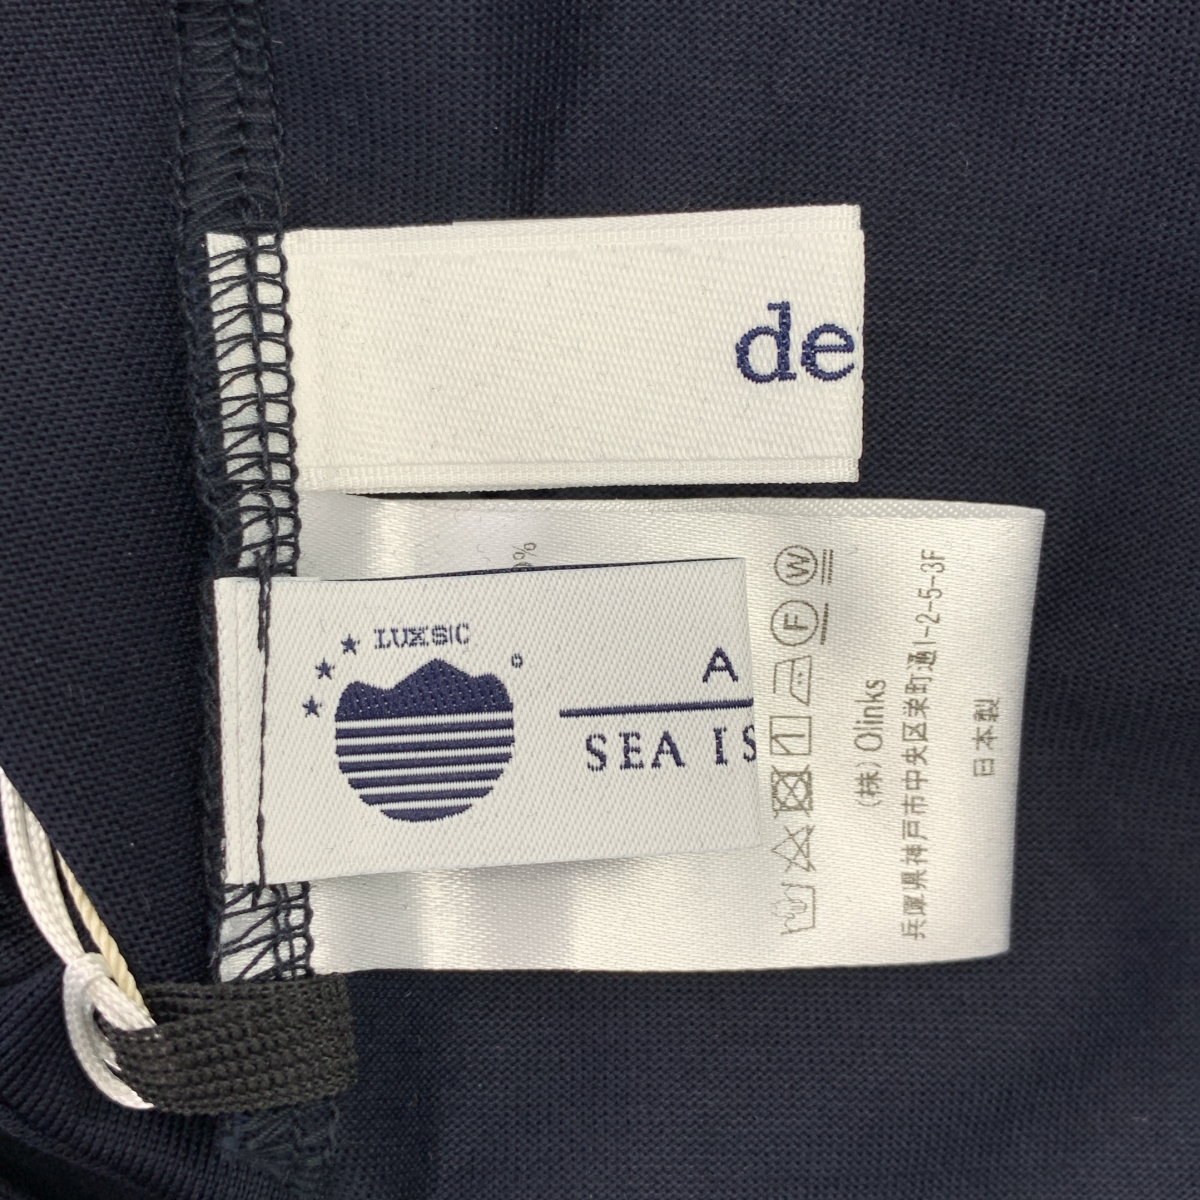 de
LUXSIC
A
SEA IS
%
W
F
(株) Olinks
兵庫県神戸市中央区栄町通1-2-5-3F
日本製